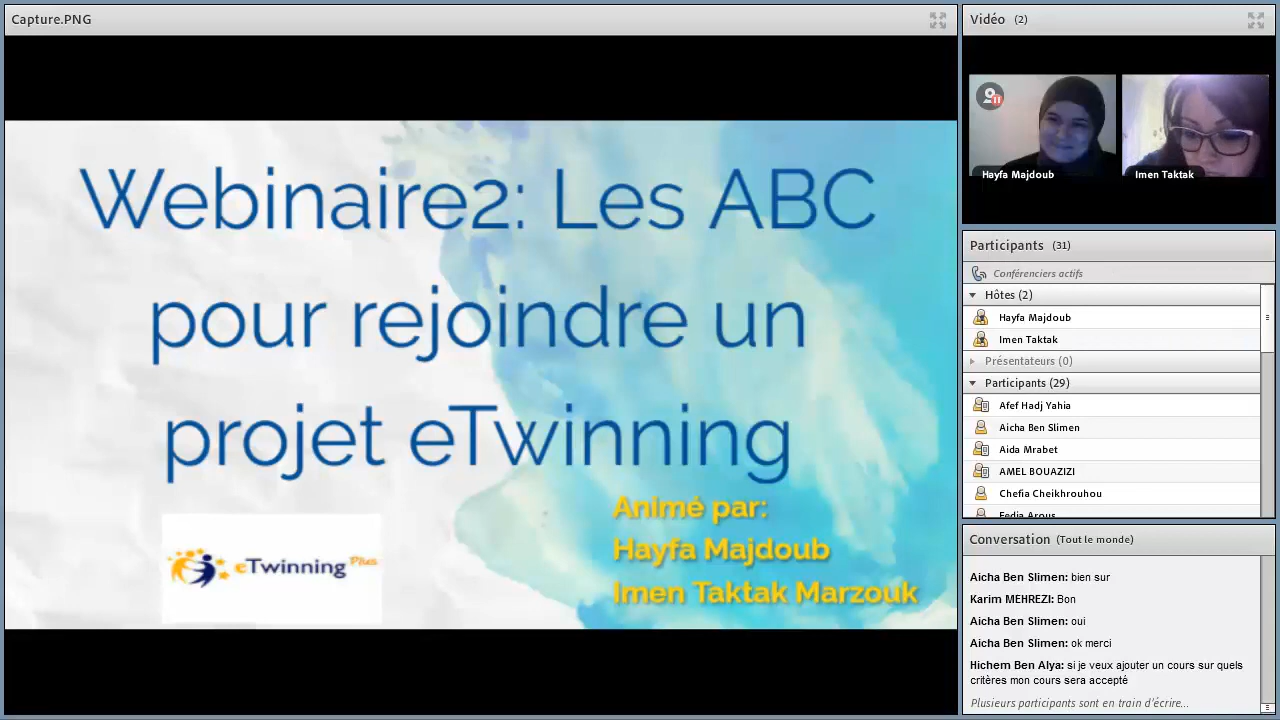 Capture.PNG
Webinaire2: Les ABC
pour rejoindre un
projet eTwinning
Animé par:
Hayfa Majdoub
Imen Taktak Marzouk
eTwinning Plus
Vidéo (2)
Hayfa Majdoub
Imen Taktak
Participants (31)
Conférenciers actifs
Hôtes (2)
Hayfa Majdoub
Imen Taktak
Présentateurs (0)
Participants (29)
Afef Hadj Yahia
Aicha Ben Slimen
Aida Mrabet
AMEL BOUAZIZI
Chefia Cheikhrouhou
Fedia Arous
Conversation (Tout le monde)
Aicha Ben Slimen: bien sur
Karim MEHREZI: Bon
Aicha Ben Slimen: oui
Aicha Ben Slimen: ok merci
Hichem Ben Alya: si je veux ajouter un cours sur quels
critères mon cours sera accepté
Plusieurs participants sont en train d'écrire...